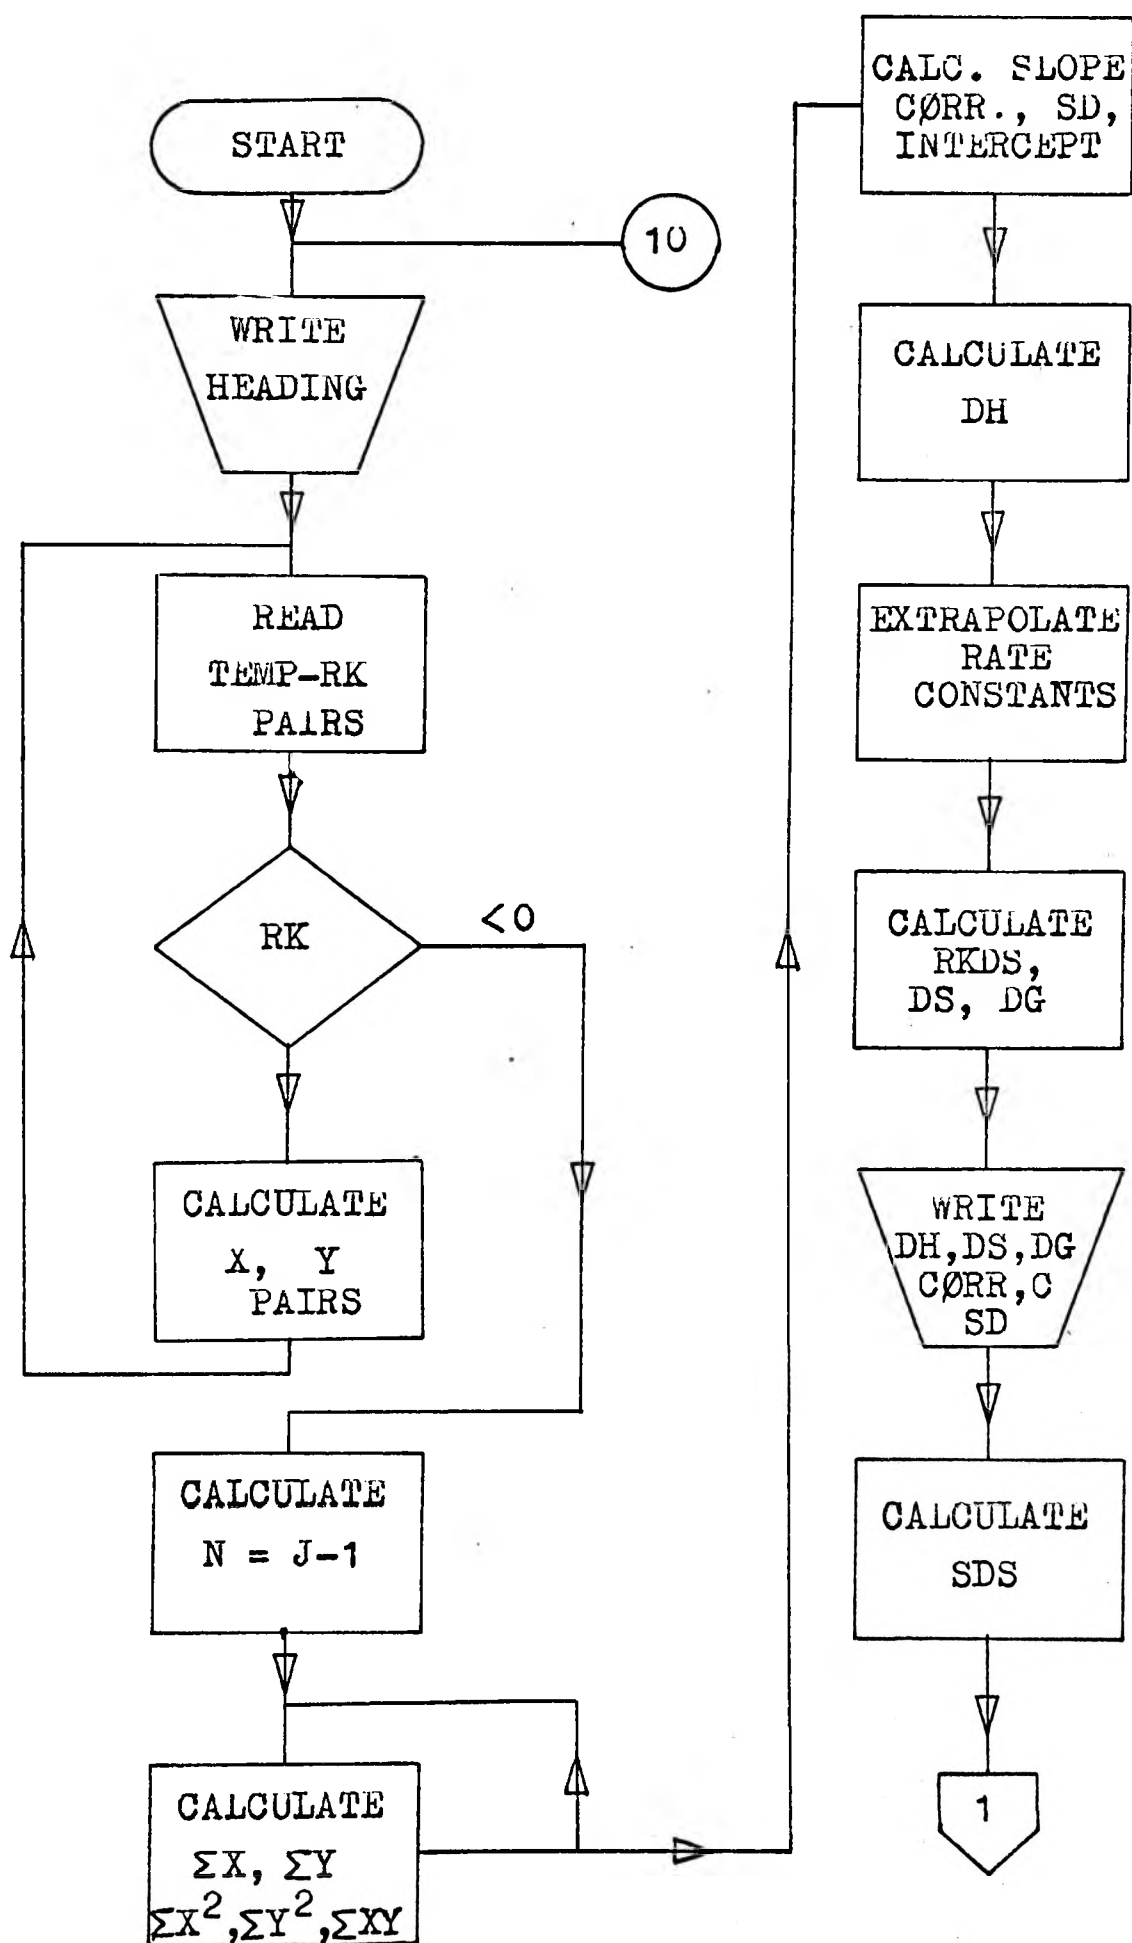 START
10
WRITE
HEADING
READ
TEMP-RK
PAIRS
RK
<0
CALCULATE
X, Y
PAIRS
CALCULATE
N = J-1
CALCULATE
ΣX, ΣY
ΣX²,ΣY²,ΣXY
CALC. SLOPE
CØRR., SD,
INTERCEPT
CALCULATE
DH
EXTRAPOLATE
RATE
CONSTANTS
CALCULATE
RKDS,
DS, DG
WRITE
DH,DS,DG
CØRR,C
SD
CALCULATE
SDS
1